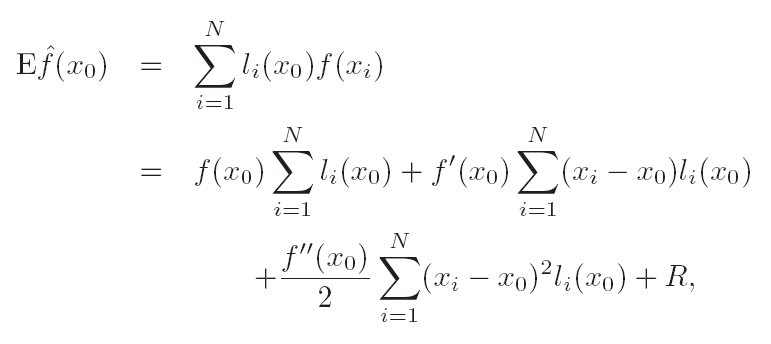 E\hat{f}(x_0) = \sum_{i=1}^{N} l_i(x_0) f(x_i)
= f(x_0) \sum_{i=1}^{N} l_i(x_0) + f'(x_0) \sum_{i=1}^{N} (x_i - x_0) l_i(x_0)
+ \frac{f''(x_0)}{2} \sum_{i=1}^{N} (x_i - x_0)^2 l_i(x_0) + R,